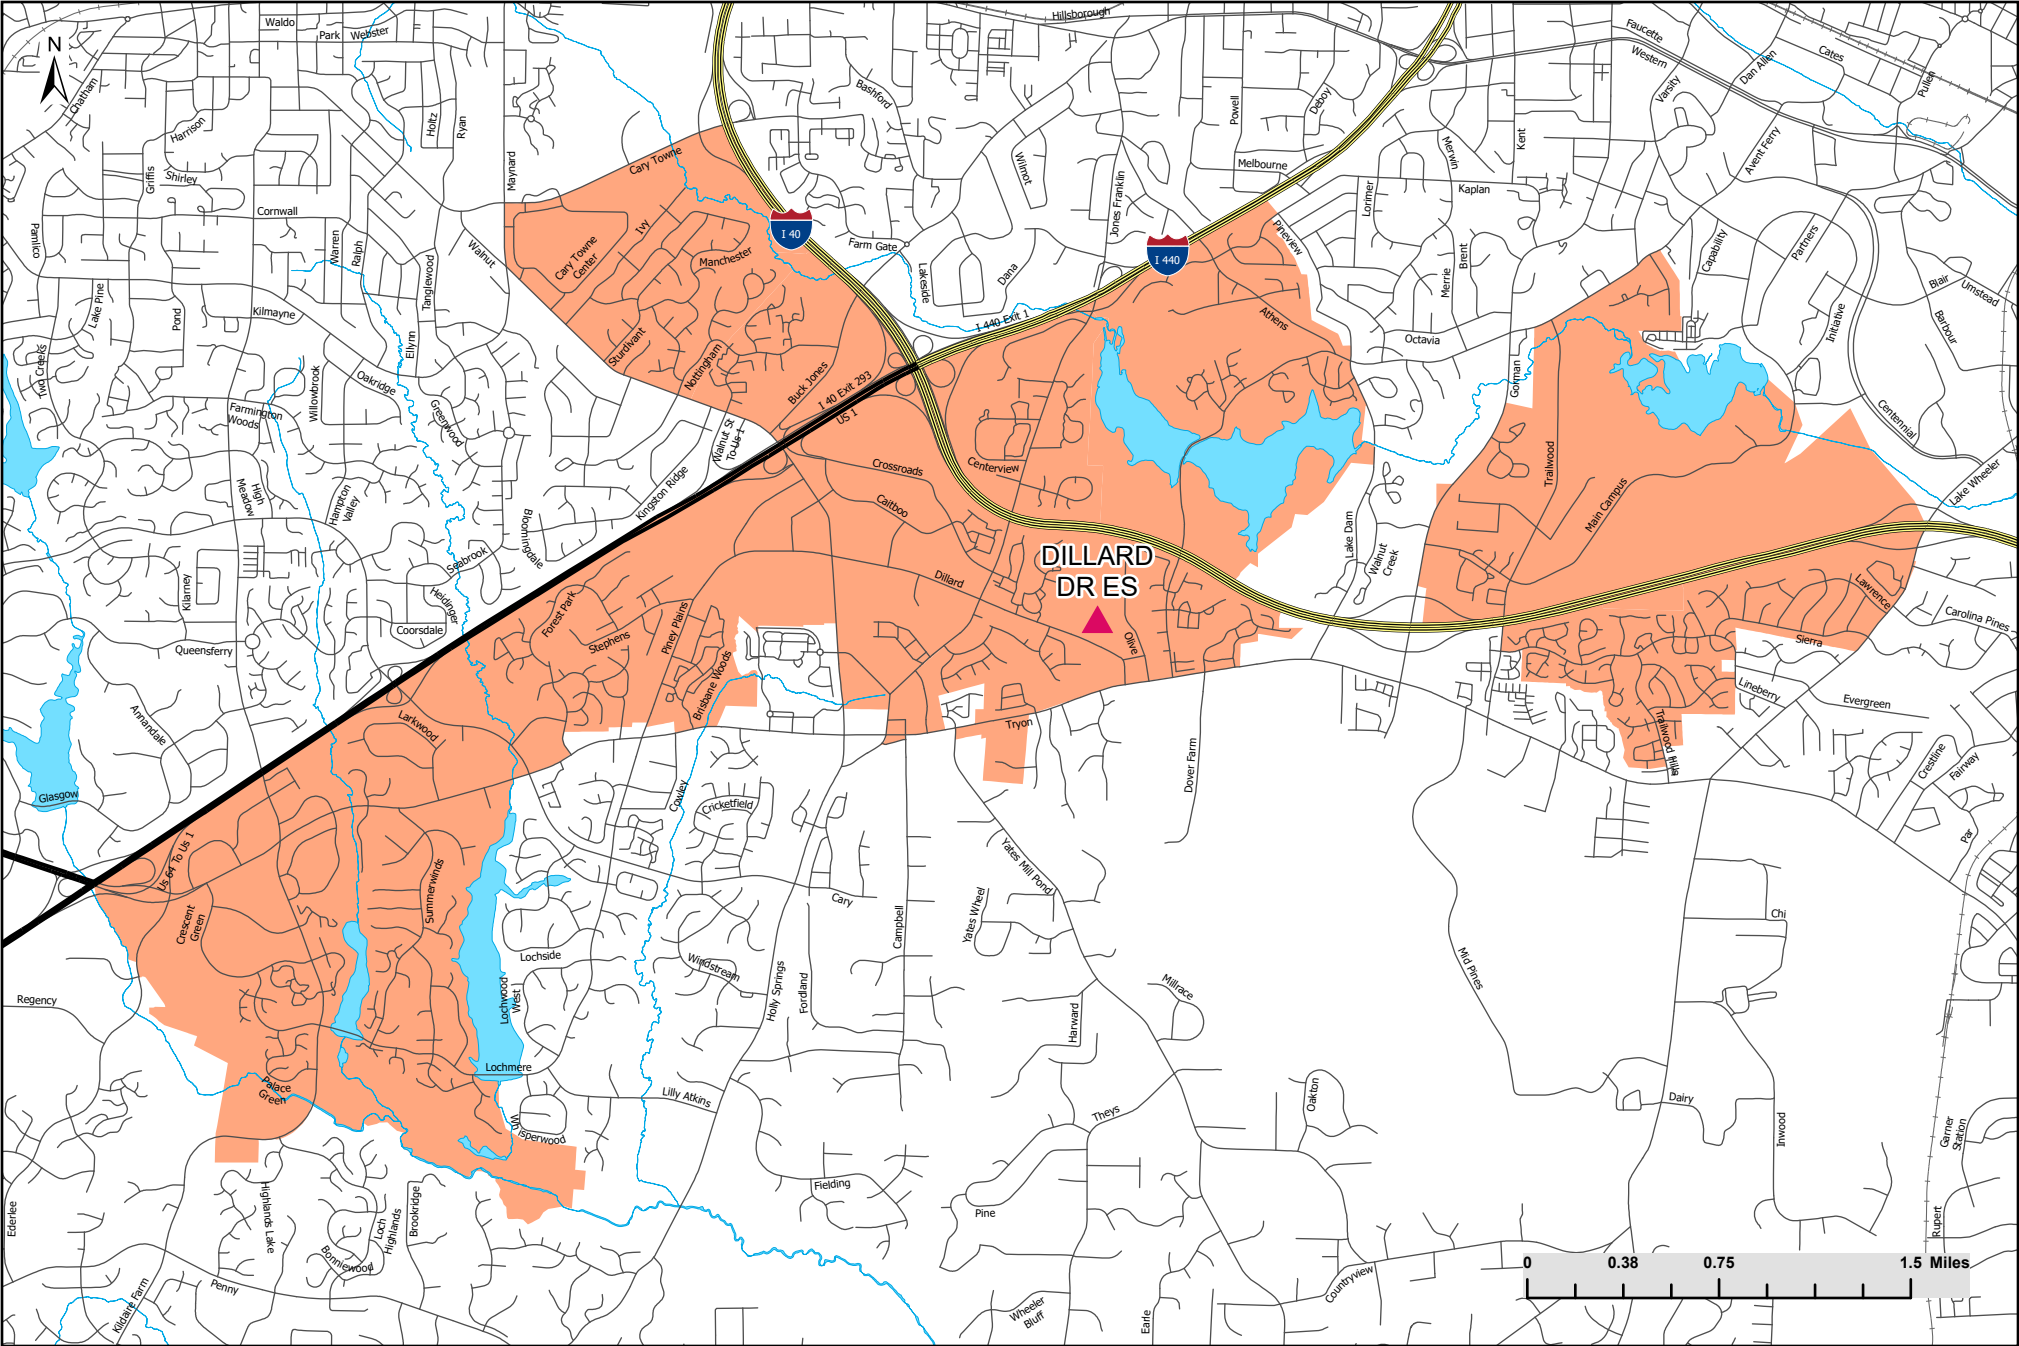 Waldo
Park
Webster
Hillsborough
Faucette
Western
Cates
Dan Allen
Pullen
N
Chatham
Harrison
Holtz
Ryan
Bashford
Powell
Deboy
Varsity
Avent Ferry
Griffis
Shirley
Maynard
Cary Towne
Wilmot
Melbourne
Merwin
Kent
Kaplan
Lorimer
Jones Franklin
Cornwall
Pamlico
Warren
Ralph
Walnut
Ivy
Cary Towne
Center
Manchester
I 40
Farm Gate
I 440
Pineview
Brent
Merrie
Capability
Partners
Tanglewood
Lakeside
Dana
Blair
Umstead
Lake Pine
Pond
Kilmayne
Ellynn
I 440 Exit 1
Athens
Octavia
Initiative
Barbour
Two Creeks
Sturdivant
Nottingham
Buck Jones
I 40 Exit 293
US 1
Willowbrook
Oakridge
Greenwood
Farmington
Woods
Gorman
Centennial
Walnut St
To Us 1
Kingston Ridge
Crossroads
Centerview
Caitboo
Trailwood
Main Campus
Lake Wheeler
High
Meadow
Hampton
Valley
Bloomingdale
Seabrook
Kilarney
Heidinger
Coorsdale
Queensferry
Lake Dam
Walnut
Creek
DILLARD
DR ES
Dillard
Olive
Forest Park
Stephens
Piney Plains
Brisbane Woods
Lawrence
Carolina Pines
Sierra
Lineberry
Evergreen
Trailwood Hills
Annandale
Larkwood
Tryon
Dover Farm
Crestline
Fairway
Par
Glasgow
Cowley
Cricketfield
Us 64 To Us 1
Summerwinds
Crescent
Green
Cary
Campbell
Yates Mill Pond
Yates Wheel
Chi
Lochside
Windstream
Mid Pines
Regency
Lochwood
West
Holly Springs
Fordland
Millrace
Harward
Lochmere
Palace
Green
Lilly Atkins
Whisperwood
Theys
Oakton
Dairy
Inwood
Garner
Station
Ederlee
Highlands Lake
Loch
Highlands
Brookridge
Bonniewood
Fielding
Pine
Rupert
Penny
Kildaire Farm
Wheeler
Bluff
Earle
Countryview
0 0.38 0.75 1.5 Miles